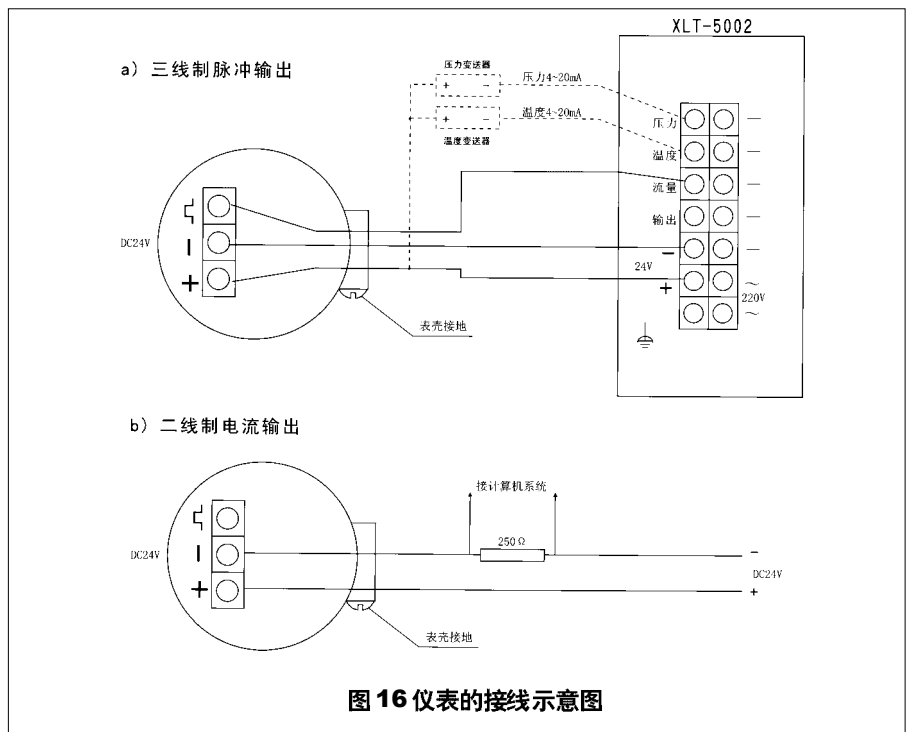 XLT-5002
a) 三线制脉冲输出
压力变送器
+ −
压力4~20mA
+ −
温度4~20mA
温度变送器
压力 —
温度 —
流量 —
输出 —
DC24V
−
+
− —
24V
+ ~
220V
~
表壳接地
b) 二线制电流输出
接计算机系统
250Ω
DC24V
−
+
−
DC24V
+
表壳接地
图16 仪表的接线示意图